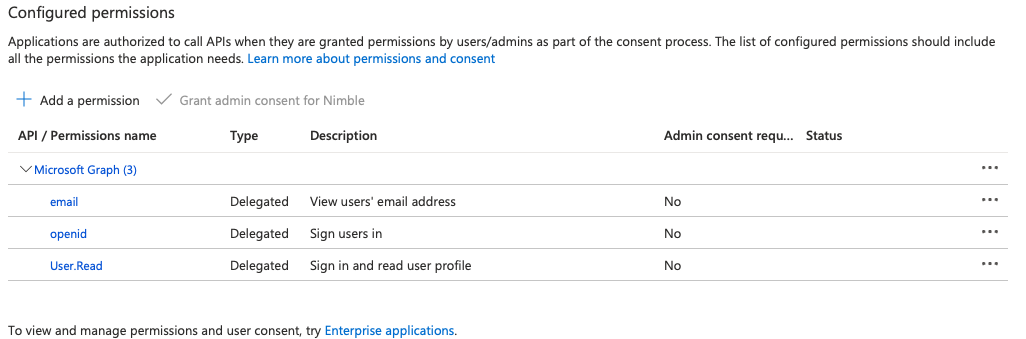 Configured permissions
Applications are authorized to call APIs when they are granted permissions by users/admins as part of the consent process. The list of configured permissions should include
all the permissions the application needs. Learn more about permissions and consent
Add a permission Grant admin consent for Nimble
API / Permissions name Type Description Admin consent requ... Status
Microsoft Graph (3)
email Delegated View users' email address No
openid Delegated Sign users in No
User.Read Delegated Sign in and read user profile No
To view and manage permissions and user consent, try Enterprise applications.